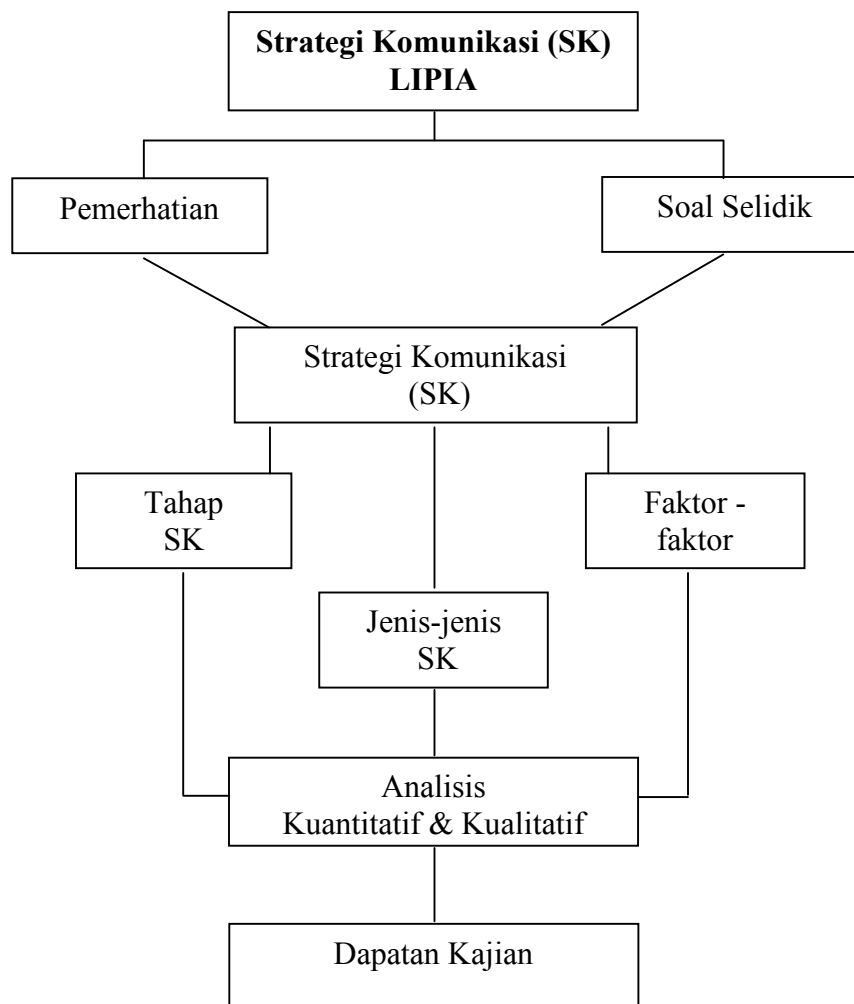 Strategi Komunikasi (SK)
LIPIA
Pemerhatian
Soal Selidik
Strategi Komunikasi
(SK)
Tahap
SK
Faktor -
faktor
Jenis-jenis
SK
Analisis
Kuantitatif & Kualitatif
Dapatan Kajian